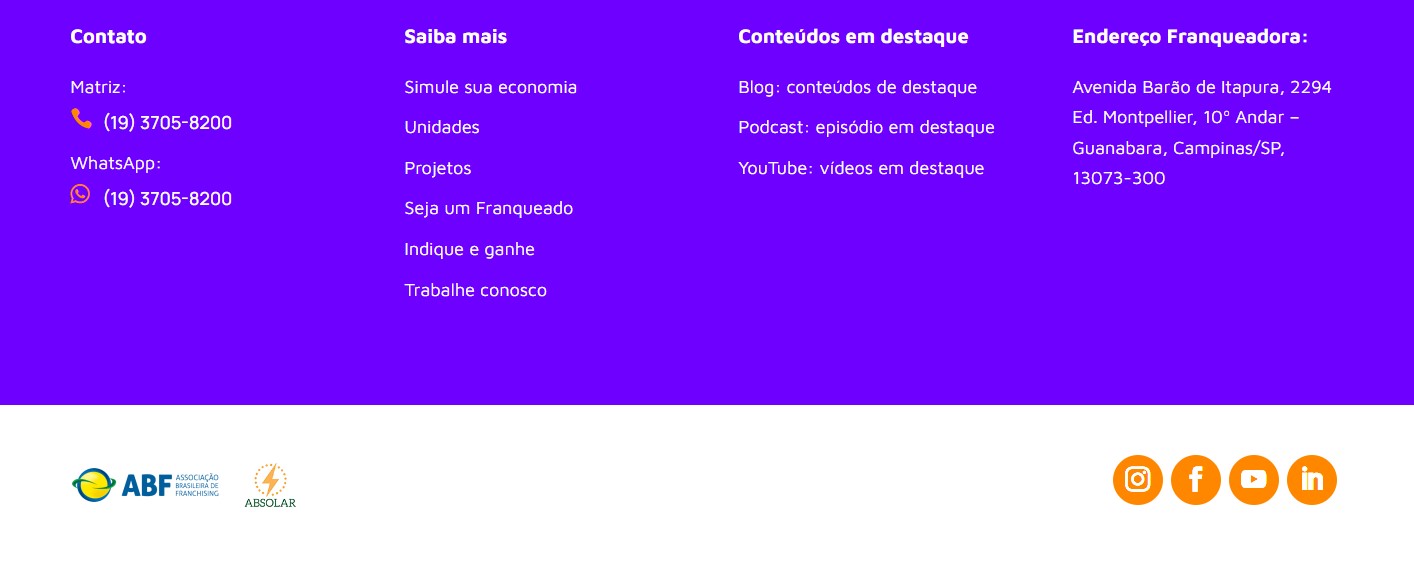 Contato
Matriz:
(19) 3705-8200
WhatsApp:
(19) 3705-8200
Saiba mais
Simule sua economia
Unidades
Projetos
Seja um Franqueado
Indique e ganhe
Trabalhe conosco
Conteúdos em destaque
Blog: conteúdos de destaque
Podcast: episódio em destaque
YouTube: vídeos em destaque
Endereço Franqueadora:
Avenida Barão de Itapura, 2294
Ed. Montpellier, 10º Andar –
Guanabara, Campinas/SP,
13073-300
ABF
ASSOCIAÇÃO
BRASILEIRA DE
FRANCHISING
ABSOLAR